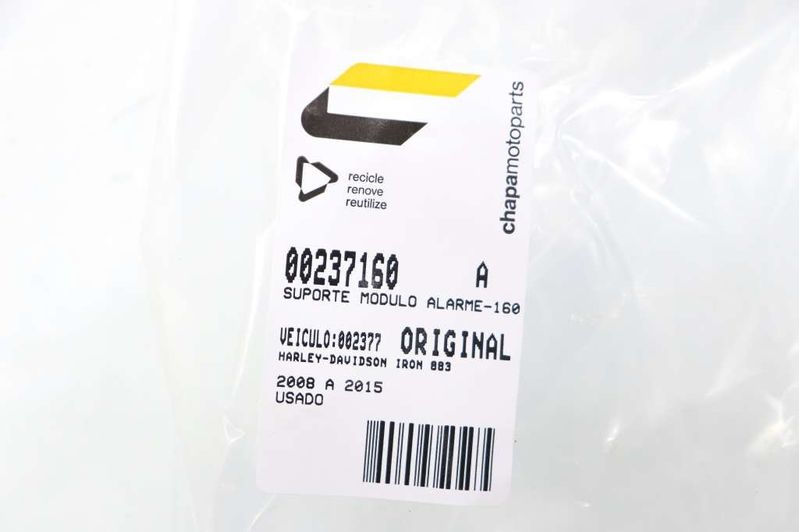 chapamotoparts
recicle
renove
reutilize
00237160 A
SUPORTE MODULO ALARME-160
VEICULO:002377 ORIGINAL
HARLEY-DAVIDSON IRON 883
2008 A 2015
USADO